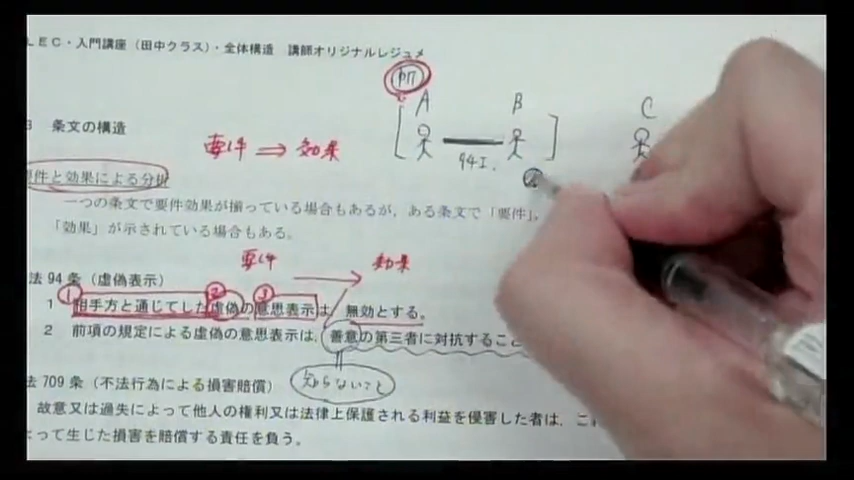 LEC・入門講座（田中クラス）・全体構造　講師オリジナルレジュメ
A
B
C
94I.
3　条文の構造
要件 ⇒ 効果
要件と効果による分析
一つの条文で要件効果が揃っている場合もあるが，ある条文で「要件」，
「効果」が示されている場合もある。
要件 → 効果
法94条（虚偽表示）
① ② ③
1　相手方と通じてした虚偽の意思表示は，無効とする。
2　前項の規定による虚偽の意思表示は，善意の第三者に対抗すること
知らないこと
法709条（不法行為による損害賠償）
故意又は過失によって他人の権利又は法律上保護される利益を侵害した者は，これ
よって生じた損害を賠償する責任を負う。